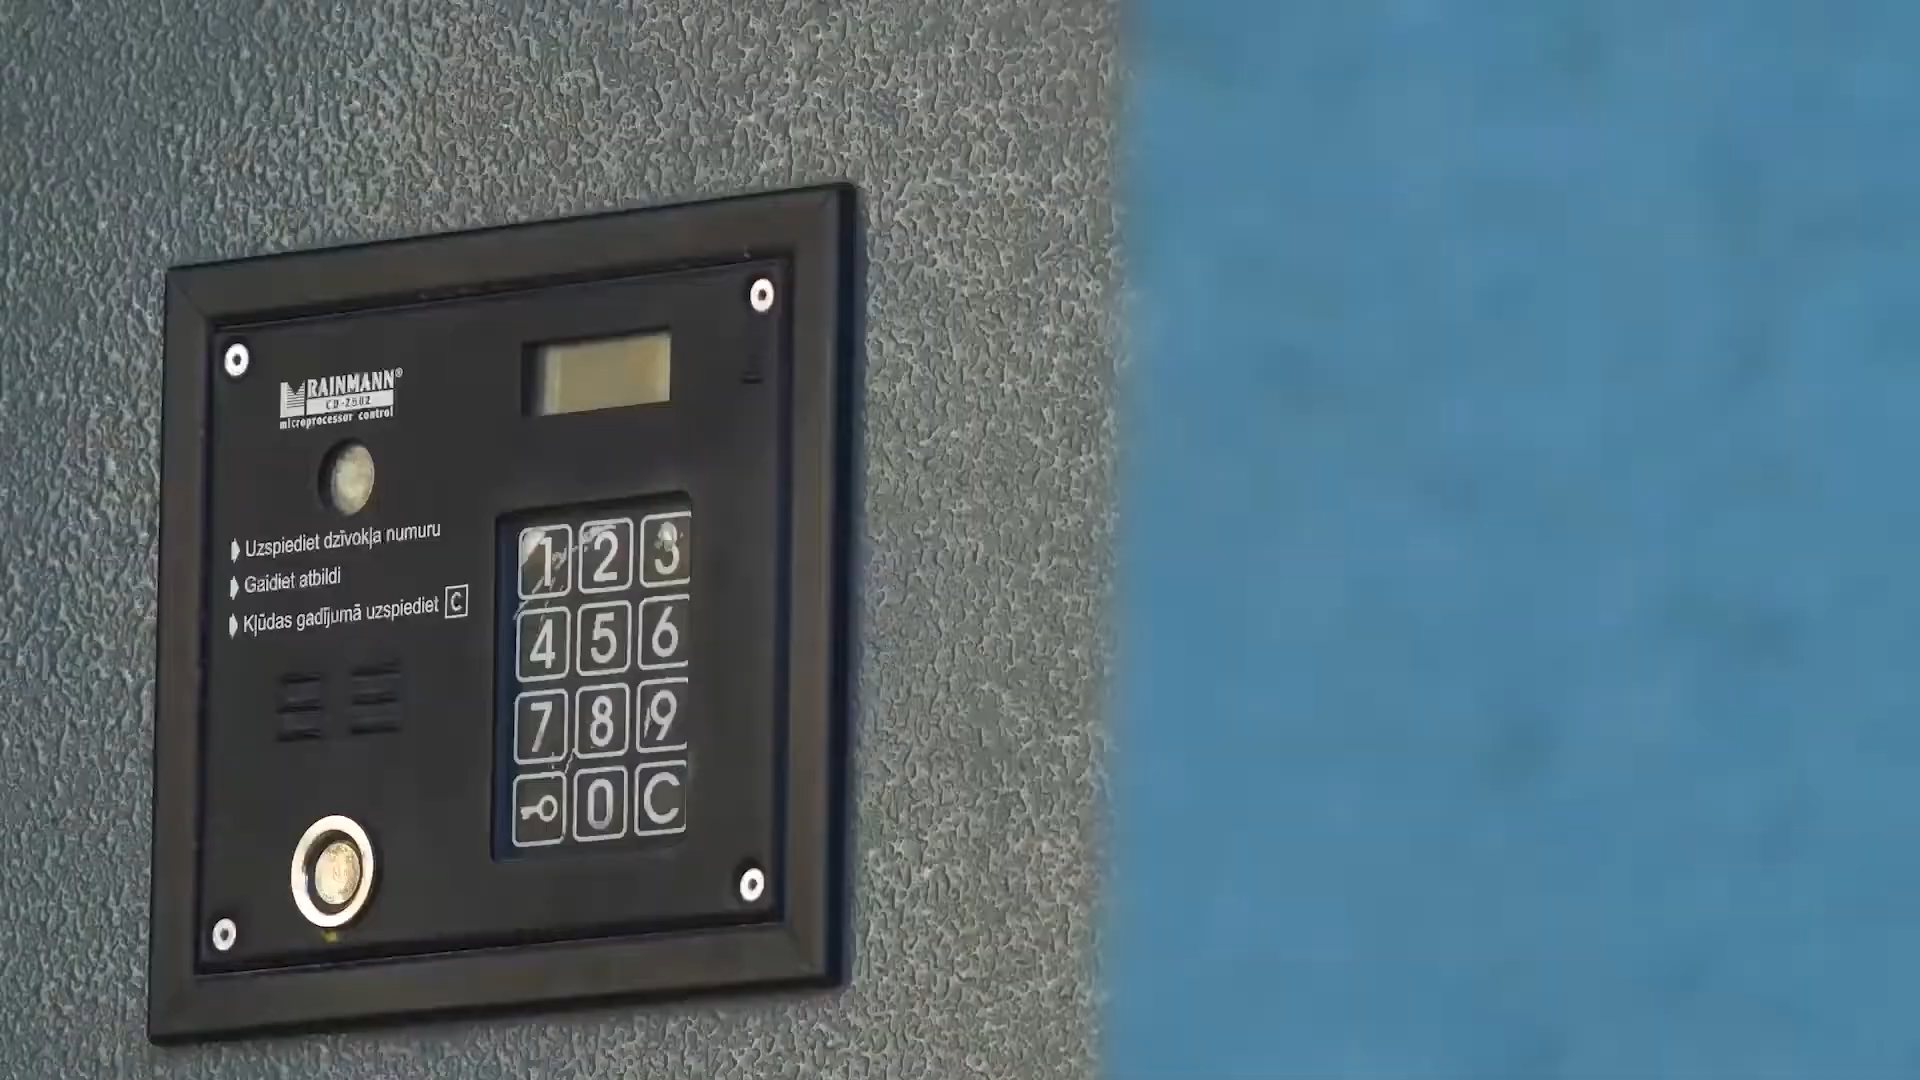 RAINMANN®
CD-2502
microprocessor control
Uzspiediet dzīvokļa numuru
Gaidiet atbildi
Kļūdas gadījumā uzspiediet C
1 2 3
4 5 6
7 8 9
0 C